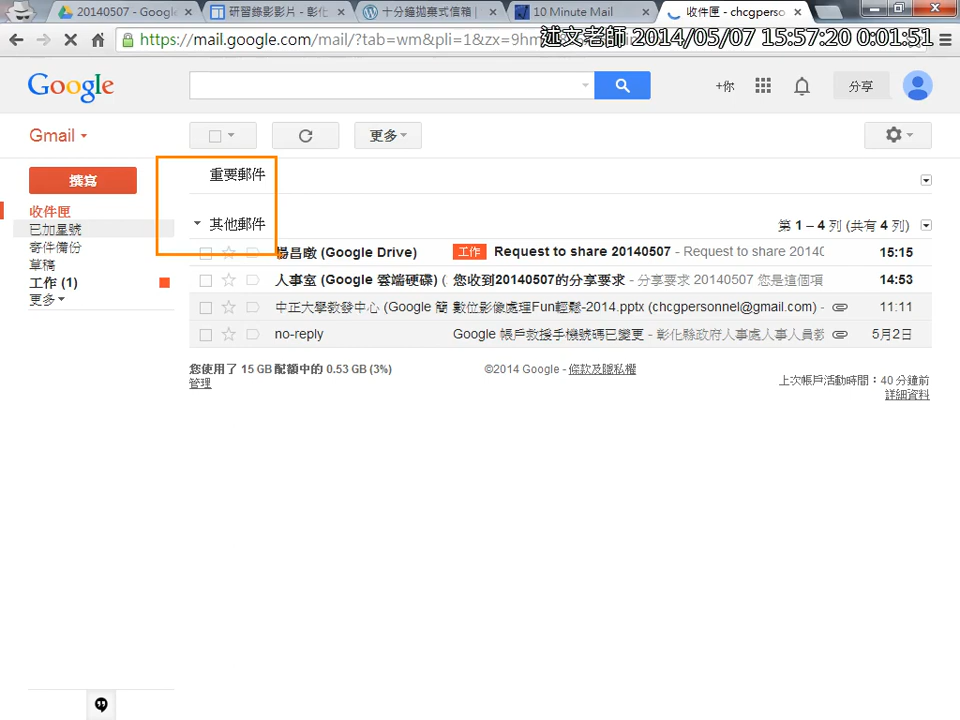 20140507 - Google
研習錄影影片 - 彰化
十分鐘拋棄式信箱 |
10 Minute Mail
收件匣 - chcgperso
https://mail.google.com/mail/?tab=wm&pli=1&zx=9hm
述文老師 2014/05/07 15:57:20 0:01:51
Google
+你
分享
Gmail
更多
撰寫
重要郵件
收件匣
已加星號
寄件備份
草稿
工作 (1)
更多
其他郵件
第 1 – 4 列 (共有 4 列)
楊昌暾 (Google Drive) 工作 Request to share 20140507 - Request to share 20140 15:15
人事室 (Google 雲端硬碟) ( 您收到20140507的分享要求 - 分享要求 20140507 您是這個項 14:53
中正大學教發中心 (Google 簡 數位影像處理Fun輕鬆-2014.pptx (chcgpersonnel@gmail.com) - 11:11
no-reply Google 帳戶救援手機號碼已變更 - 彰化縣政府人事處人事人員教 5月2日
您使用了 15 GB 配額中的 0.53 GB (3%)
管理
©2014 Google - 條款及隱私權
上次帳戶活動時間：40 分鐘前
詳細資料